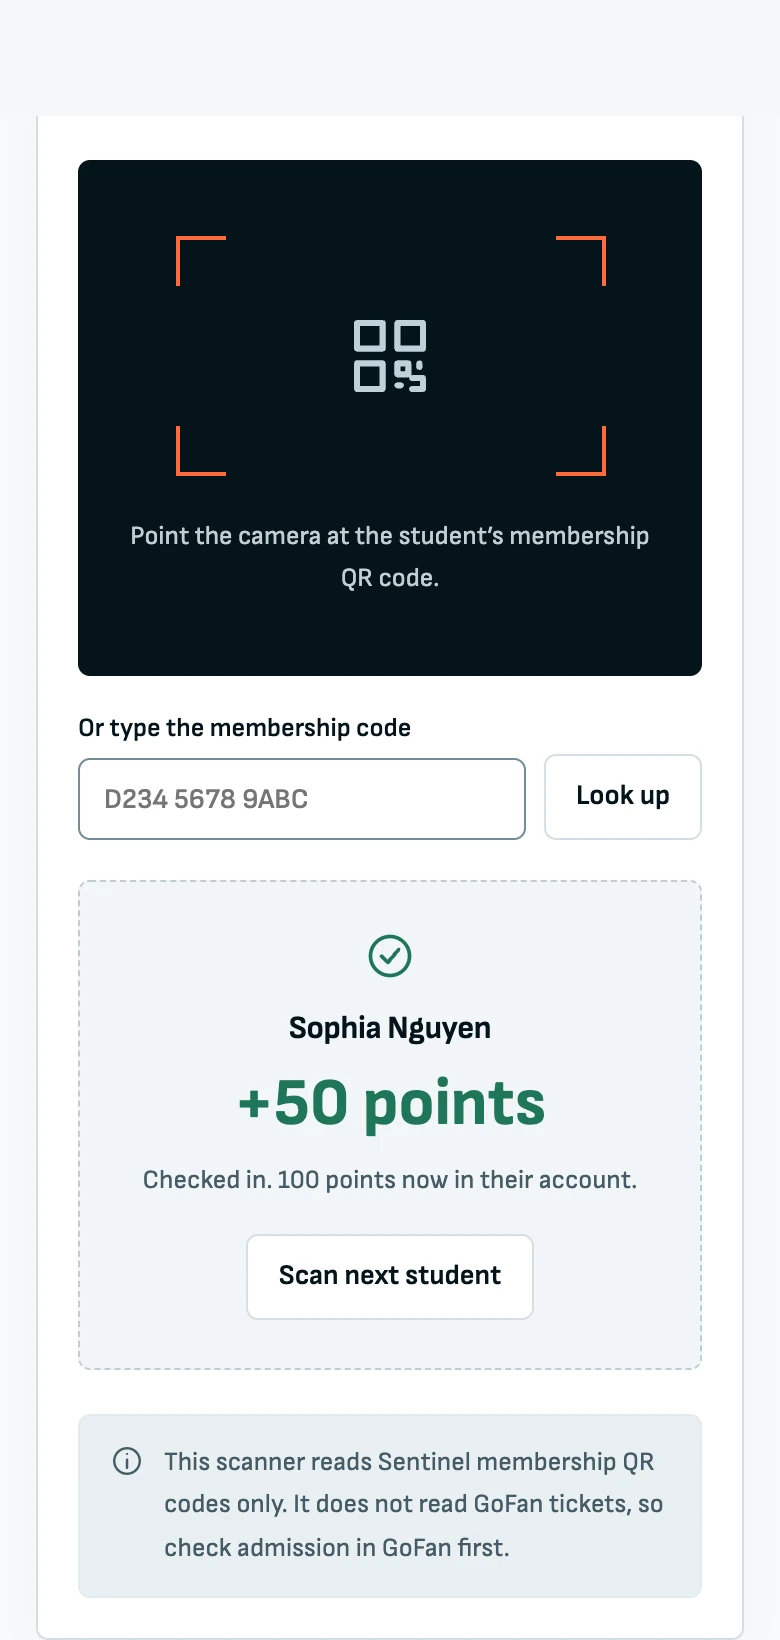 Point the camera at the student’s membership
QR code.
Or type the membership code
D234 5678 9ABC
Look up
Sophia Nguyen
+50 points
Checked in. 100 points now in their account.
Scan next student
This scanner reads Sentinel membership QR
codes only. It does not read GoFan tickets, so
check admission in GoFan first.